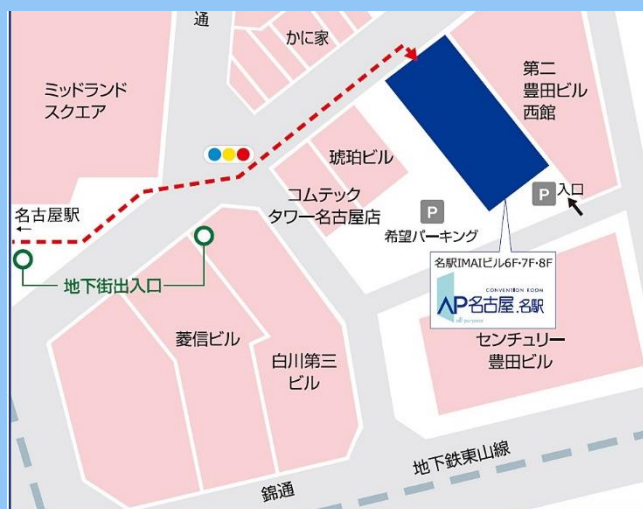 通
かに家
ミッドランド
スクエア
第二
豊田ビル
西館
琥珀ビル
コムテック
タワー名古屋店
P
希望パーキング
P
入口
名古屋駅
←
地下街出入口
名駅IMAIビル6F・7F・8F
CONVENTION ROOM
AP名古屋.名駅
菱信ビル
白川第三
ビル
センチュリー
豊田ビル
地下鉄東山線
錦通